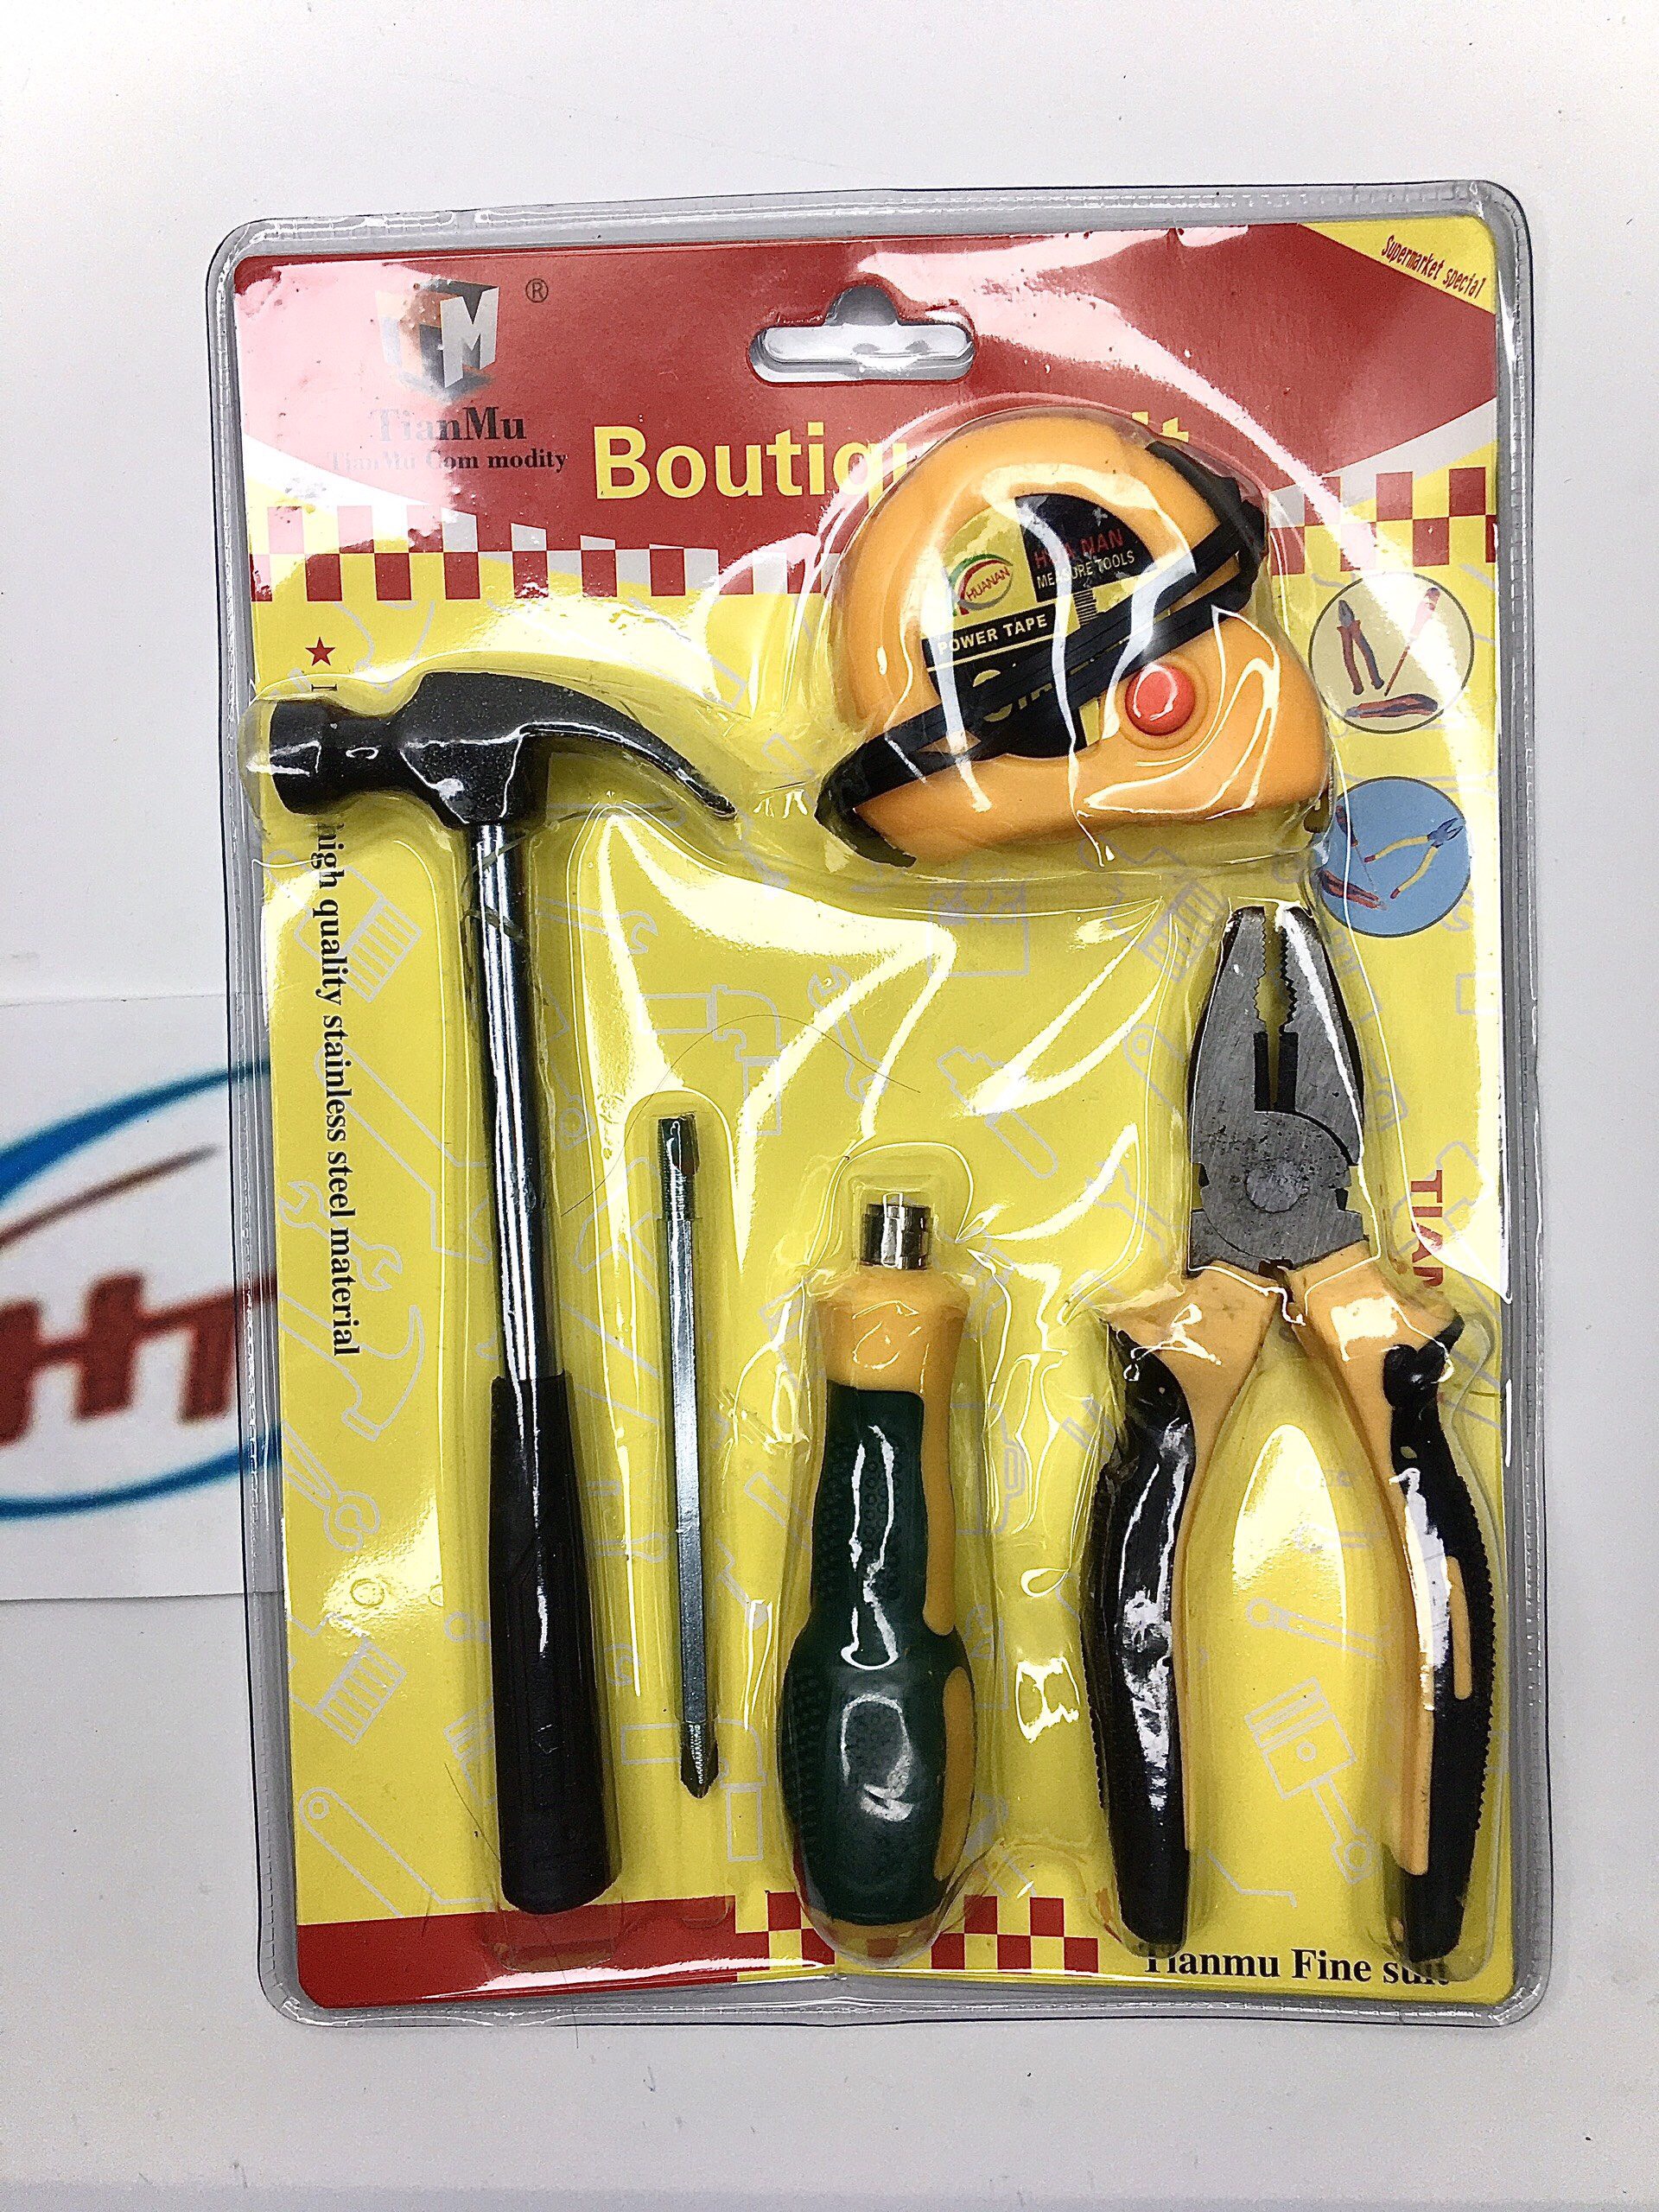 Supermarket special
TM
®
TianMu
TianMu Com modity
HUANAN
MEASURE TOOLS
POWER TAPE
high quality stainless steel material
Tianmu Fine suit